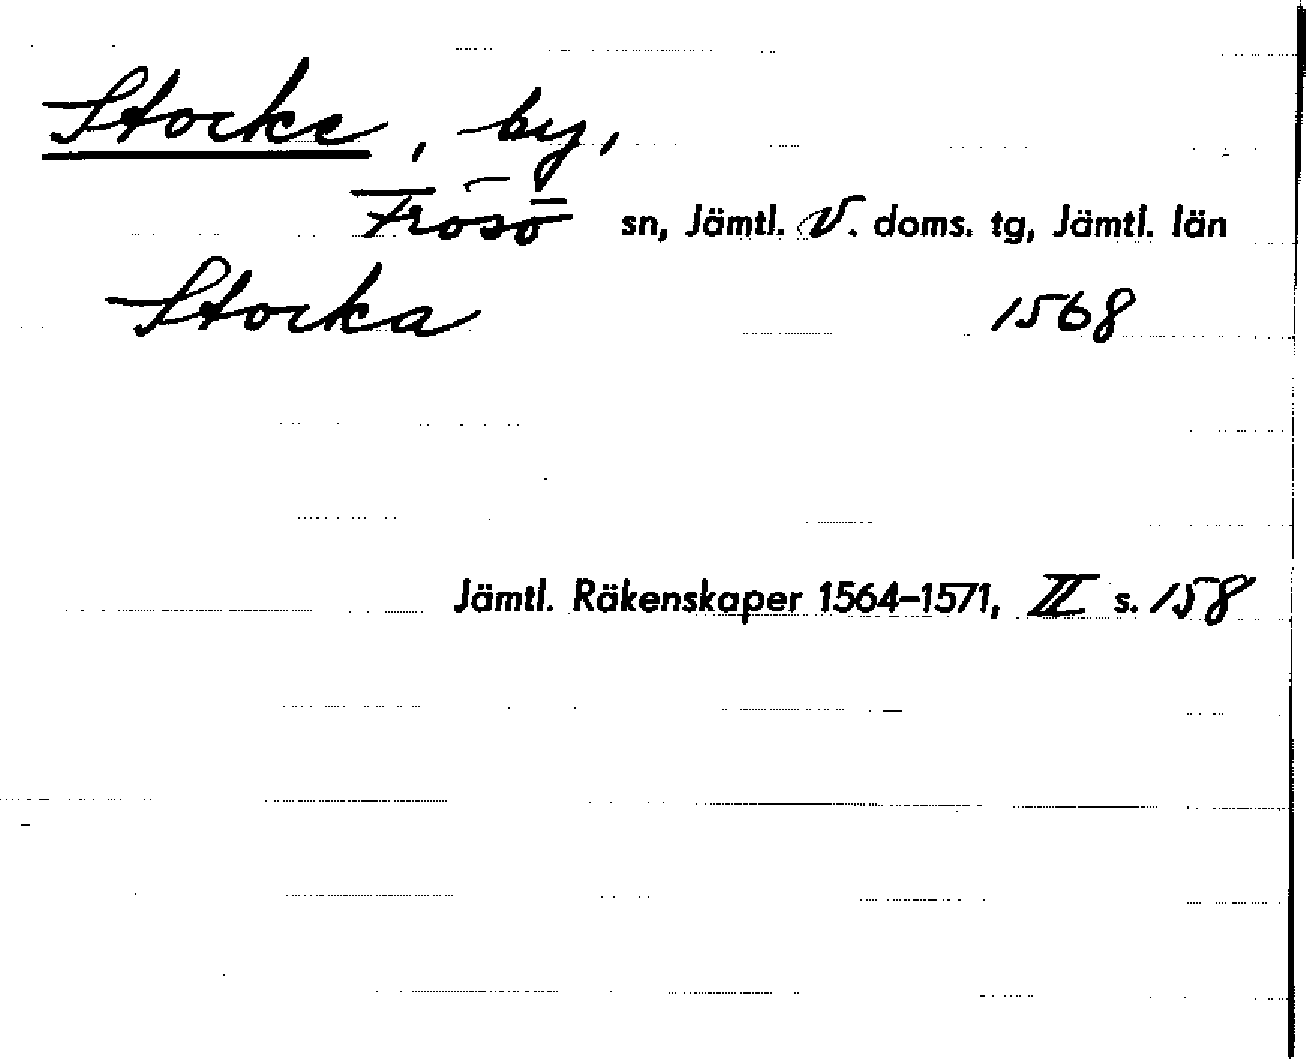 Stocke, by,
Frösö sn, Jämtl. V. doms. tg, Jämtl. län
Stocka 1568
Jämtl. Räkenskaper 1564–1571, II s. 158